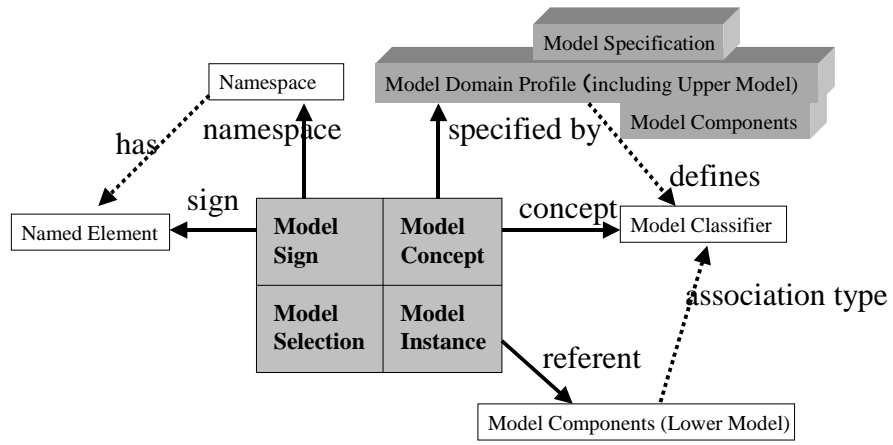 Model Specification
Namespace
Model Domain Profile (including Upper Model)
Model Components
has
namespace
specified by
defines
sign
concept
Named Element
Model
Sign
Model
Concept
Model Classifier
Model
Selection
Model
Instance
association type
referent
Model Components (Lower Model)